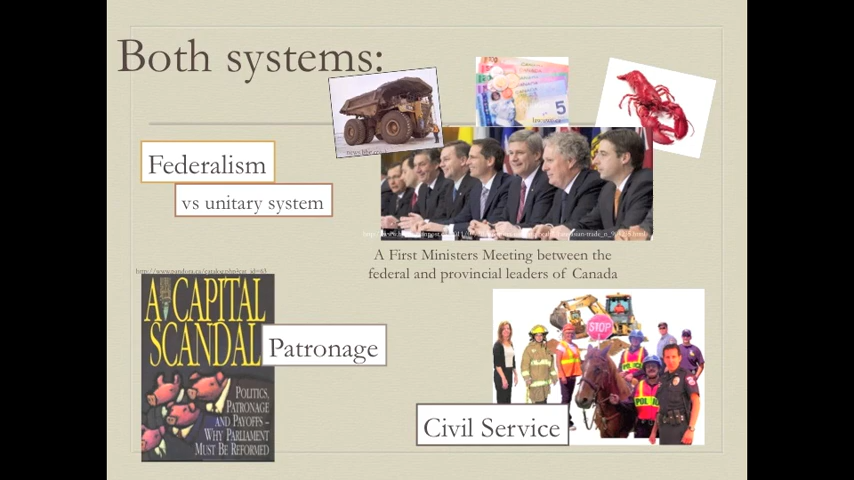 Both systems:
5
Federalism
vs unitary system
A First Ministers Meeting between the
federal and provincial leaders of Canada
A CAPITAL
SCANDAL
Patronage
POLITICS,
PATRONAGE
AND PAYOFFS –
WHY PARLIAMENT
MUST BE REFORMED
STOP
POLICE
Civil Service